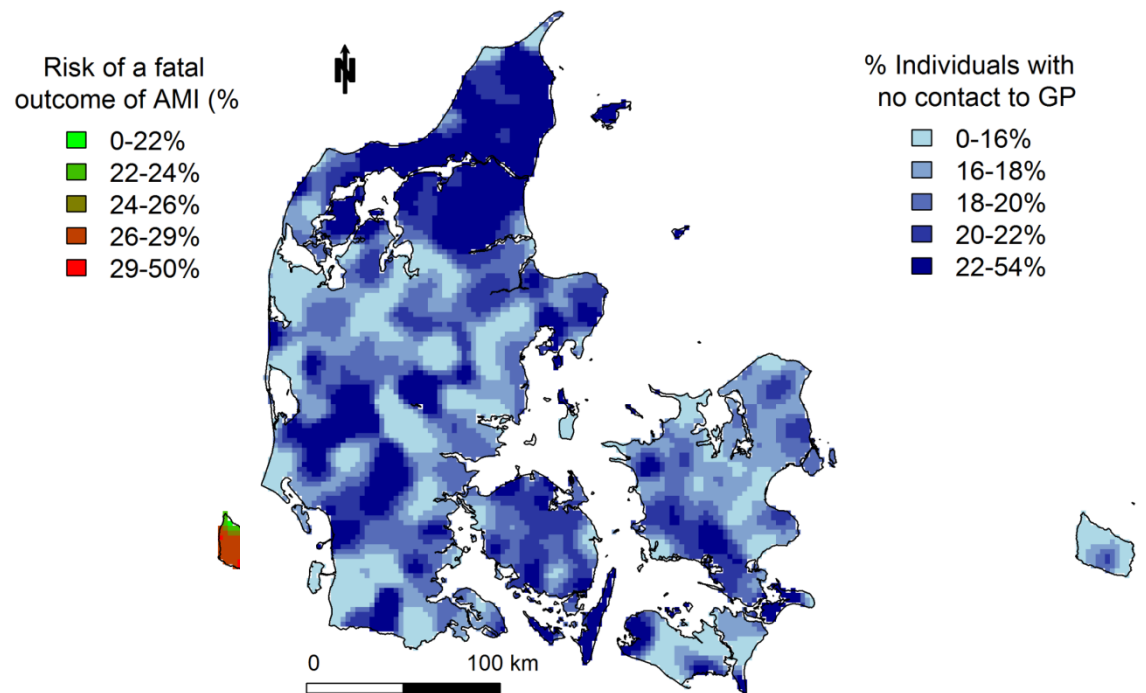 Risk of a fatal
outcome of AMI (%
0-22%
22-24%
24-26%
26-29%
29-50%
N
% Individuals with
no contact to GP
0-16%
16-18%
18-20%
20-22%
22-54%
0 100 km